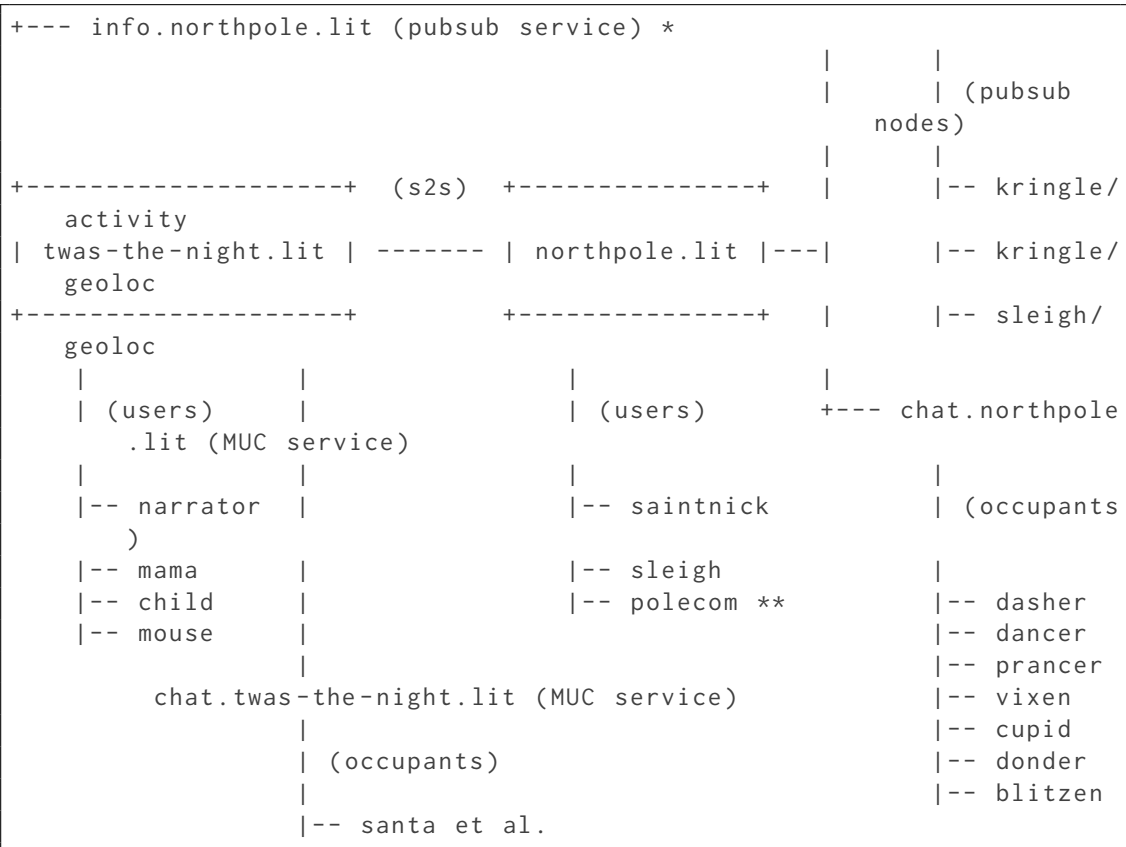 +--- info.northpole.lit (pubsub service) *
                                                   |      |
                                                   |      | (pubsub
                                                      nodes)
                                                   |      |
+--------------------+  (s2s)  +---------------+   |      |-- kringle/
   activity
| twas-the-night.lit | ------- | northpole.lit |---|      |-- kringle/
   geoloc
+--------------------+         +---------------+   |      |-- sleigh/
   geoloc
    |             |                |               |
    | (users)     |                | (users)       +--- chat.northpole
       .lit (MUC service)
    |             |                |                      |
    |-- narrator  |                |-- saintnick          | (occupants
       )
    |-- mama      |                |-- sleigh             |
    |-- child     |                |-- polecom **         |-- dasher
    |-- mouse     |                                       |-- dancer
                  |                                       |-- prancer
         chat.twas-the-night.lit (MUC service)            |-- vixen
                  |                                       |-- cupid
                  | (occupants)                           |-- donder
                  |                                       |-- blitzen
                  |-- santa et al.